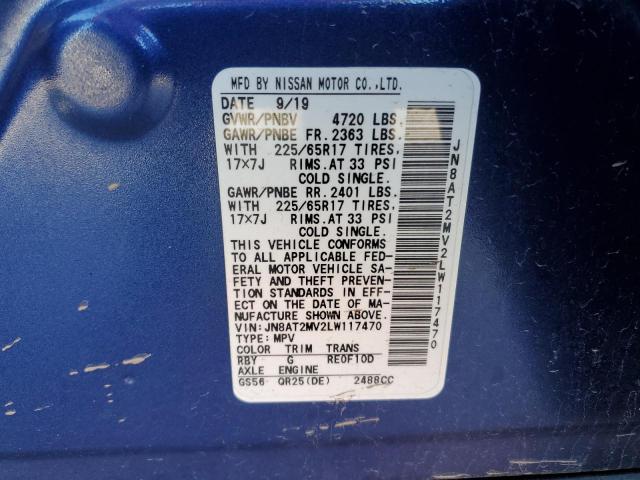 MFD BY NISSAN MOTOR CO.,LTD.
DATE 9/19
GVWR/PNBV 4720 LBS.
GAWR/PNBE FR. 2363 LBS.
WITH 225/65R17 TIRES.
17×7J RIMS.AT 33 PSI
COLD SINGLE.
GAWR/PNBE RR. 2401 LBS.
WITH 225/65R17 TIRES.
17×7J RIMS.AT 33 PSI
COLD SINGLE.
THIS VEHICLE CONFORMS
TO ALL APPLICABLE FED-
ERAL MOTOR VEHICLE SA-
FETY AND THEFT PREVEN-
TION STANDARDS IN EFF-
ECT ON THE DATE OF MA-
NUFACTURE SHOWN ABOVE.
VIN: JN8AT2MV2LW117470
TYPE: MPV
COLOR TRIM TRANS
RBY G RE0F10D
AXLE ENGINE
GS56 QR25(DE) 2488CC
JN8AT2MV2LW117470